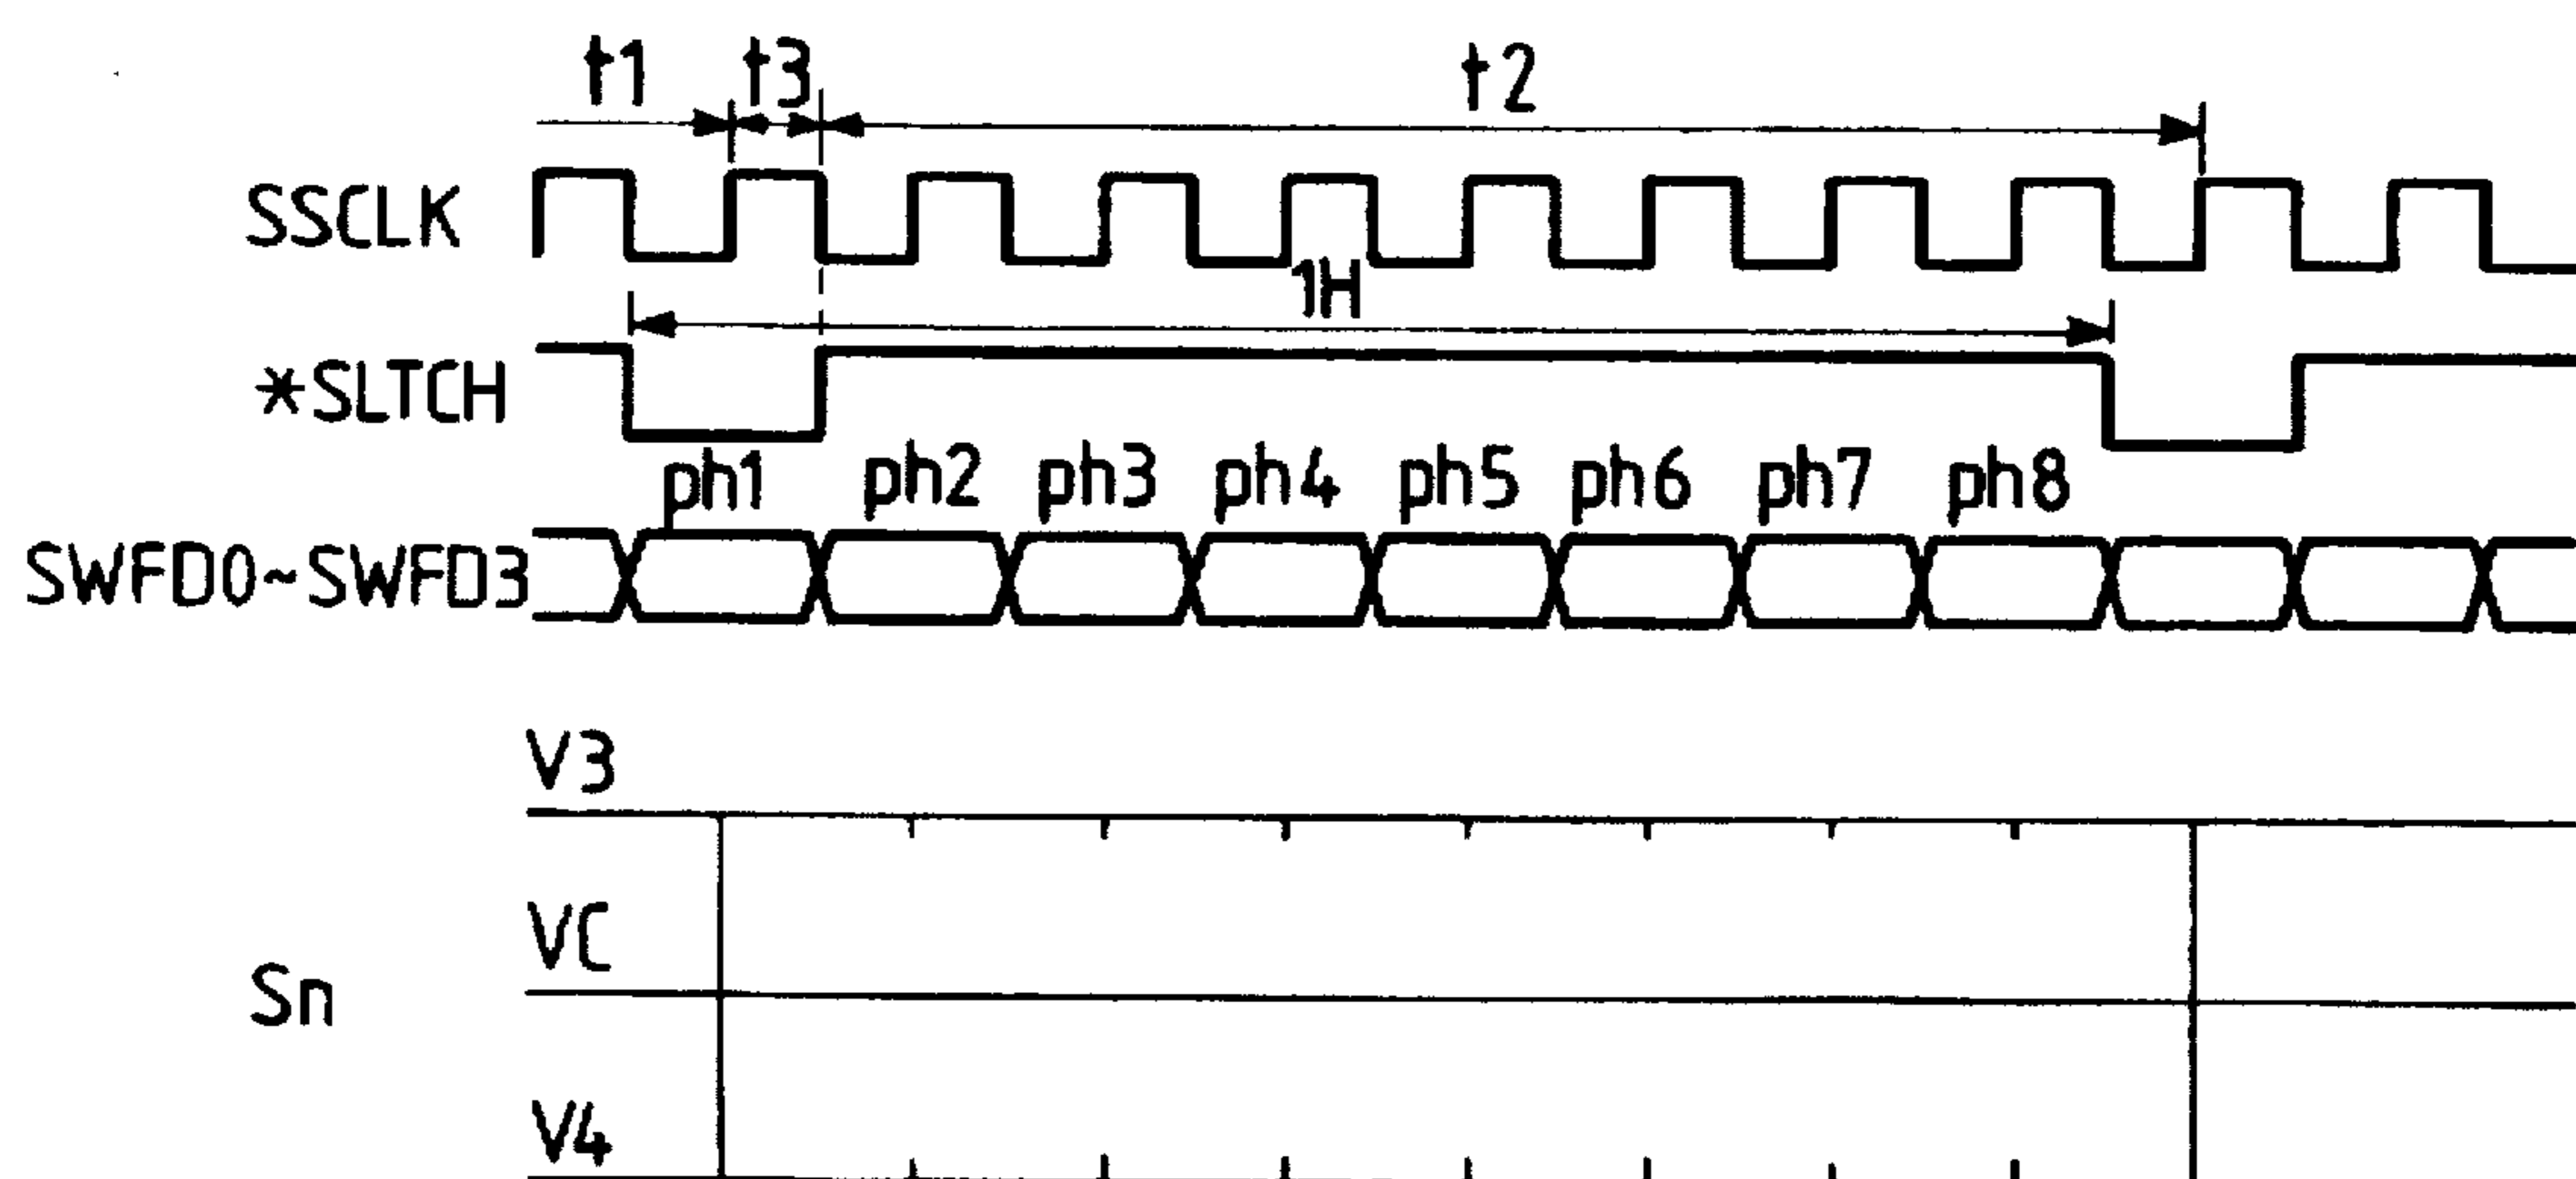 t1 t3 t2
SSCLK
1H
*SLTCH
ph1 ph2 ph3 ph4 ph5 ph6 ph7 ph8
SWFD0~SWFD3
V3
VC
Sn
V4